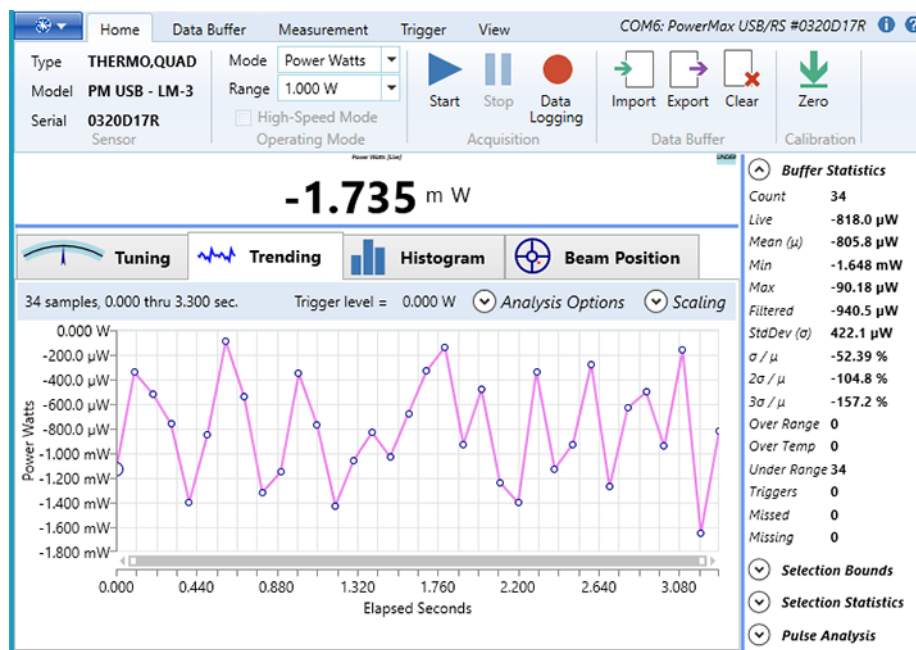 Home Data Buffer Measurement Trigger View COM6: PowerMax USB/RS #0320D17R
Type THERMO,QUAD
Model PM USB - LM-3
Serial 0320D17R
Sensor
Mode Power Watts
Range 1.000 W
High-Speed Mode
Operating Mode
Start Stop Data Logging
Acquisition
Import Export Clear
Data Buffer
Zero
Calibration
Power Watts [Live] UNDER
-1.735 m W
Tuning Trending Histogram Beam Position
34 samples, 0.000 thru 3.300 sec. Trigger level = 0.000 W Analysis Options Scaling
Power Watts
0.000 W
-200.0 µW
-400.0 µW
-600.0 µW
-800.0 µW
-1.000 mW
-1.200 mW
-1.400 mW
-1.600 mW
-1.800 mW
0.000 0.440 0.880 1.320 1.760 2.200 2.640 3.080
Elapsed Seconds
Buffer Statistics
Count 34
Live -818.0 µW
Mean (µ) -805.8 µW
Min -1.648 mW
Max -90.18 µW
Filtered -940.5 µW
StdDev (σ) 422.1 µW
σ / µ -52.39 %
2σ / µ -104.8 %
3σ / µ -157.2 %
Over Range 0
Over Temp 0
Under Range 34
Triggers 0
Missed 0
Missing 0
Selection Bounds
Selection Statistics
Pulse Analysis